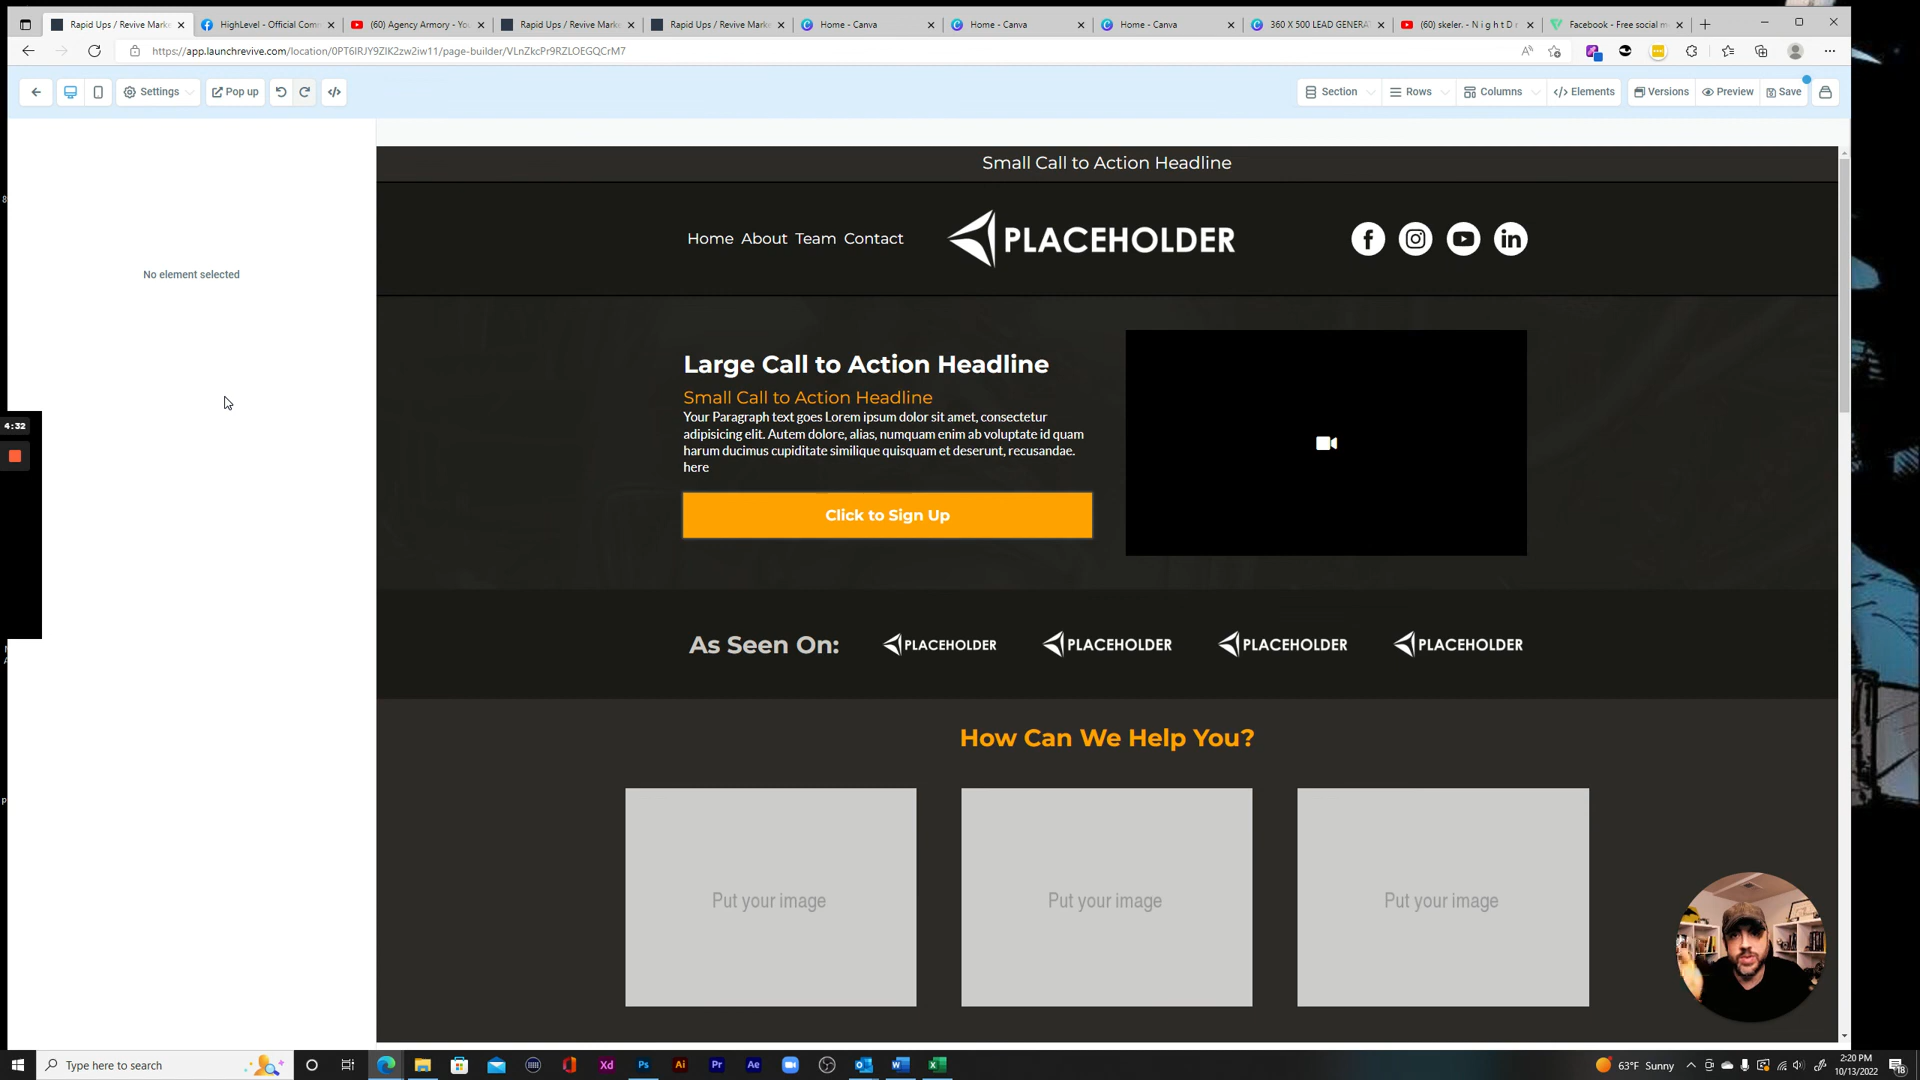 Rapid Ups / Revive Mark
HighLevel - Official Com
(60) Agency Armory - Yo
Rapid Ups / Revive Mark
Rapid Ups / Revive Mark
Home - Canva
Home - Canva
Home - Canva
360 X 500 LEAD GENERA
(60) skeler. - N i g h t D r
Facebook - Free social m
https://app.launchrevive.com/location/0PT6IRJY9ZIK2zw2iw11/page-builder/VLnZkcPr9RZLOEGQCrM7
Settings
Pop up
Section
Rows
Columns
Elements
Versions
Preview
Save
No element selected
4:32
Small Call to Action Headline
Home About Team Contact
PLACEHOLDER
Large Call to Action Headline
Small Call to Action Headline
Your Paragraph text goes Lorem ipsum dolor sit amet, consectetur
adipisicing elit. Autem dolore, alias, numquam enim ab voluptate id quam
harum ducimus cupiditate similique quisquam et deserunt, recusandae.
here
Click to Sign Up
As Seen On:
PLACEHOLDER
PLACEHOLDER
PLACEHOLDER
PLACEHOLDER
How Can We Help You?
Put your image
Put your image
Put your image
Type here to search
Xd
Ps
Ai
Pr
Ae
63°F Sunny
2:20 PM
10/13/2022
18